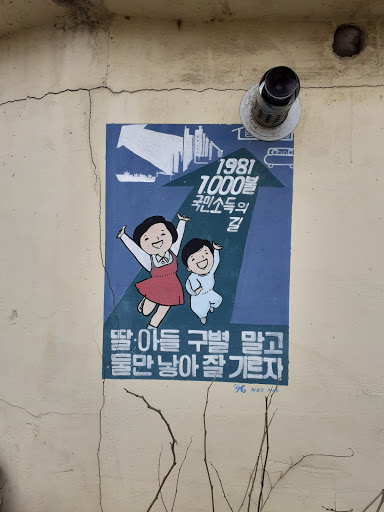 1981
1,000불
국민소득의
길
딸·아들 구별 말고
둘만 낳아 잘 기르자